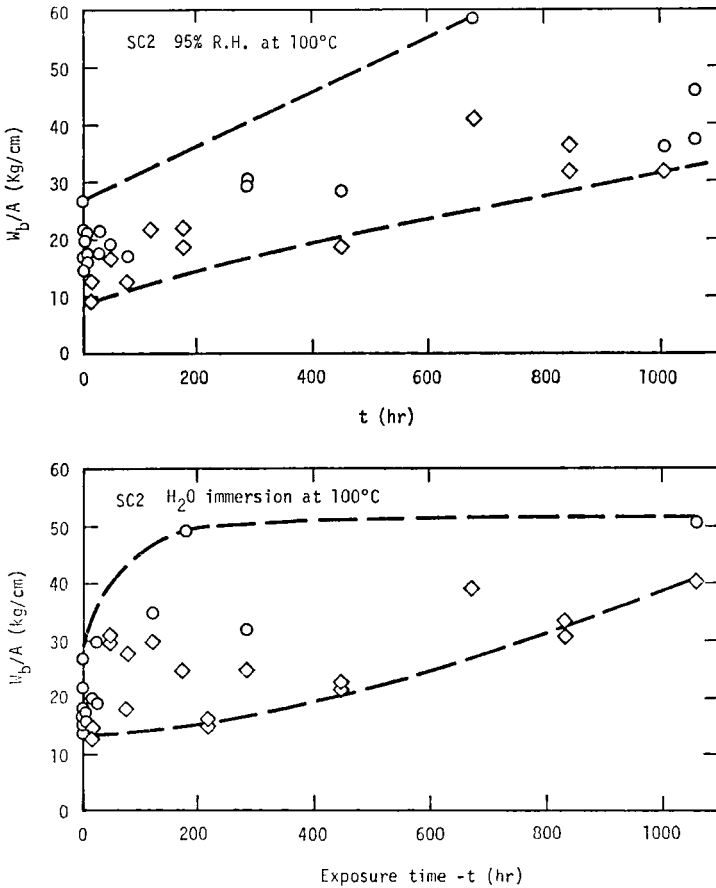 60
SC2 95% R.H. at 100°C
50
40
30
20
10
0
W_b/A (Kg/cm)
0 200 400 600 800 1000
t (hr)
60
SC2 H₂O immersion at 100°C
50
40
30
20
10
0
W_b/A (kg/cm)
0 200 400 600 800 1000
Exposure time -t (hr)